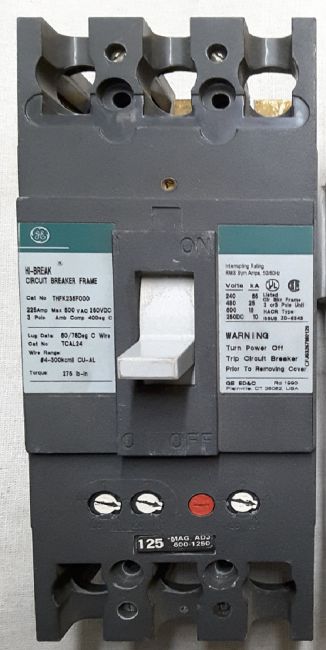 GE
ON
HI-BREAK
CIRCUIT BREAKER FRAME
Cat No THFK236F000
225Amp Max 600 VAC 250VDC
3 Pole Amb Comp 40Deg C
Lug Data: 60/75Deg C Wire
Cat No TCAL24
Wire Range:
#4-300kcmil CU-AL
Torque 275 lb-in
Interrupting Rating
RMS Sym Amps, 50/60Hz
Volts kA
240 65 Listed
480 25 Ckt Bkr Frame
600 18 HACR Type
250DC 10
WARNING
Turn Power Off
Trip Circuit Breaker
Prior To Removing Cover
GE ED&C
Plainville, CT 06062, USA
O OFF
125 MAG. ADJ
600-1250